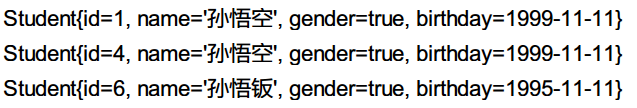 Student{id=1, name='孙悟空', gender=true, birthday=1999-11-11}
Student{id=4, name='孙悟空', gender=true, birthday=1999-11-11}
Student{id=6, name='孙悟钣', gender=true, birthday=1995-11-11}